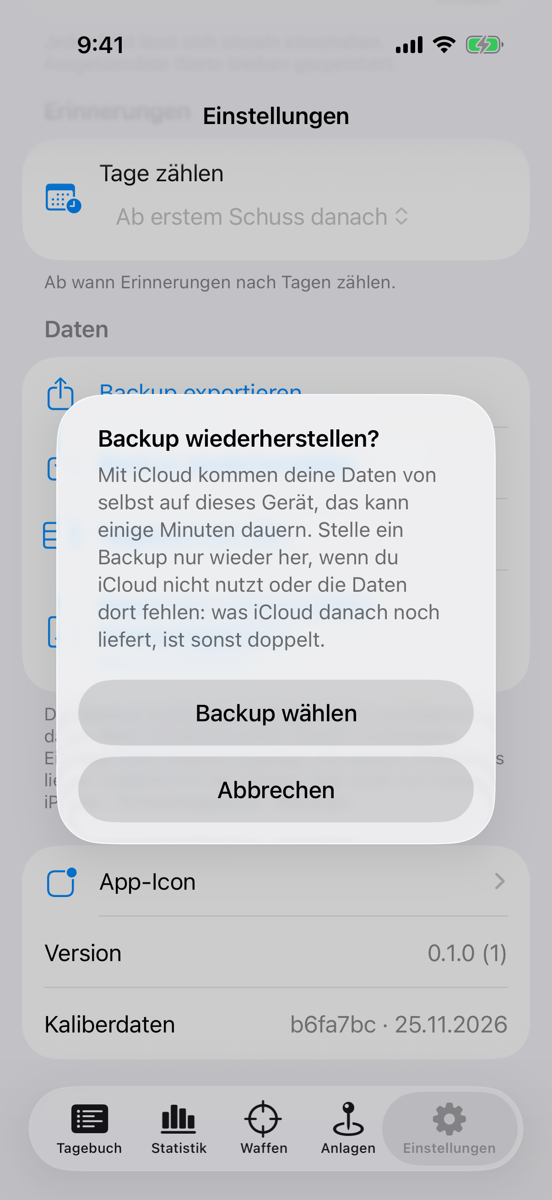 9:41
Erinnerungen
Einstellungen
Tage zählen
Ab erstem Schuss danach
Ab wann Erinnerungen nach Tagen zählen.
Daten
Backup exportieren
Backup wiederherstellen?
Mit iCloud kommen deine Daten von
selbst auf dieses Gerät, das kann
einige Minuten dauern. Stelle ein
Backup nur wieder her, wenn du
iCloud nicht nutzt oder die Daten
dort fehlen: was iCloud danach noch
liefert, ist sonst doppelt.
Backup wählen
Abbrechen
App-Icon
Version
0.1.0 (1)
Kaliberdaten
b6fa7bc · 25.11.2026
Tagebuch
Statistik
Waffen
Anlagen
Einstellungen